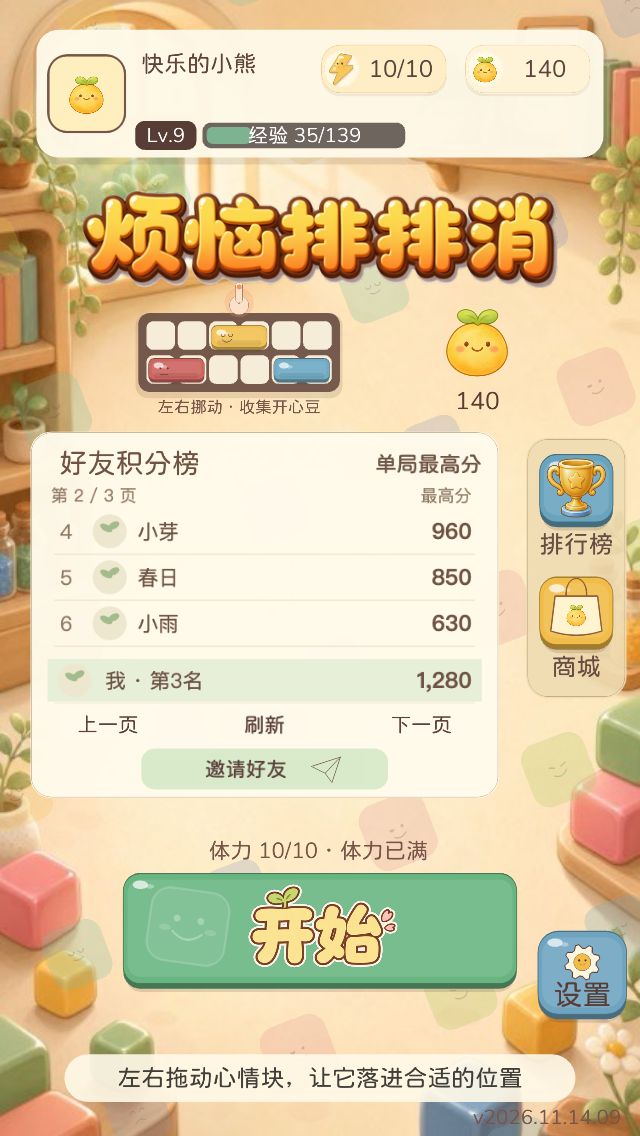 快乐的小熊
10/10
140
Lv.9
经验 35/139
烦恼排排消
左右挪动 · 收集开心豆
140
好友积分榜
单局最高分
第 2 / 3 页
最高分
4 小芽 960
5 春日 850
6 小雨 630
我 · 第3名 1,280
上一页 刷新 下一页
邀请好友
排行榜
商城
体力 10/10 · 体力已满
开始
设置
左右拖动心情块，让它落进合适的位置
v2026.11.14.09